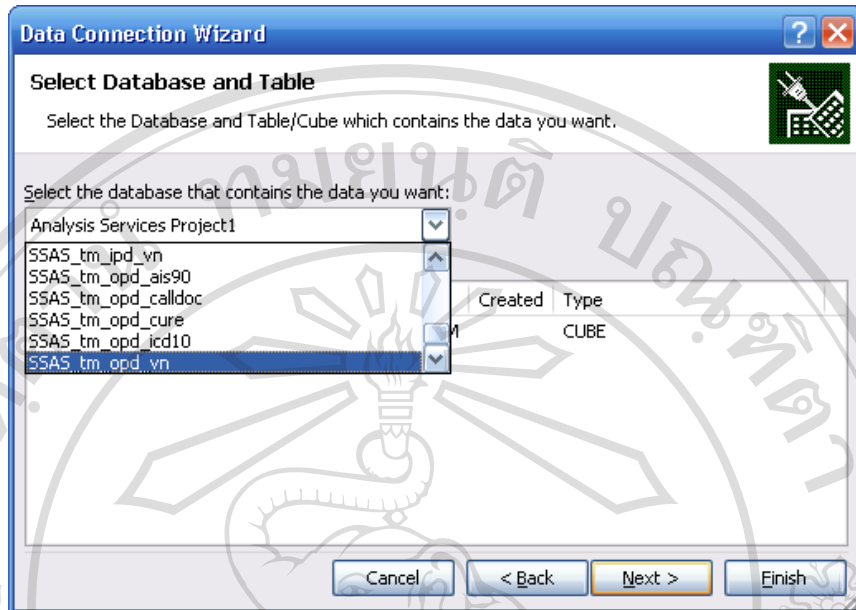 Data Connection Wizard
Select Database and Table
Select the Database and Table/Cube which contains the data you want.
Select the database that contains the data you want:
Analysis Services Project1
SSAS_tm_ipd_vn
SSAS_tm_opd_ais90
SSAS_tm_opd_calldoc
SSAS_tm_opd_cure
SSAS_tm_opd_icd10
SSAS_tm_opd_vn
Created Type
M CUBE
Cancel < Back Next > Finish